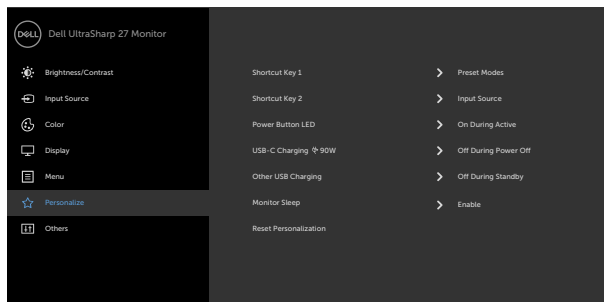 DELL Dell UltraSharp 27 Monitor
Brightness/Contrast
Input Source
Color
Display
Menu
Personalize
Others
Shortcut Key 1 Preset Modes
Shortcut Key 2 Input Source
Power Button LED On During Active
USB-C Charging 90W Off During Power Off
Other USB Charging Off During Standby
Monitor Sleep Enable
Reset Personalization